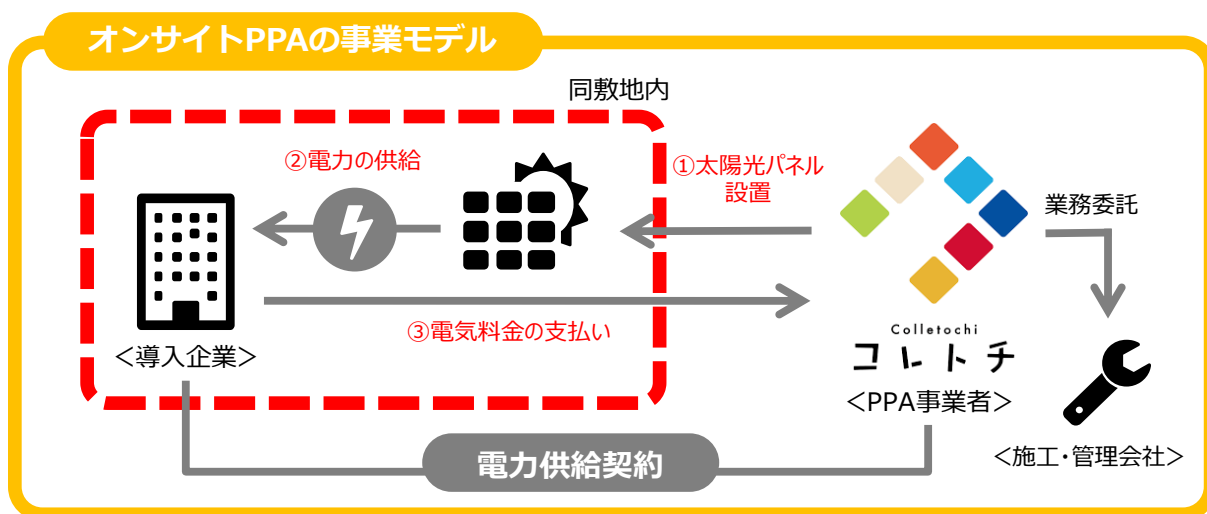 オンサイトPPAの事業モデル
同敷地内
②電力の供給
①太陽光パネル
設置
業務委託
③電気料金の支払い
<導入企業>
Colletochi
コレトチ
<PPA事業者>
<施工・管理会社>
電力供給契約